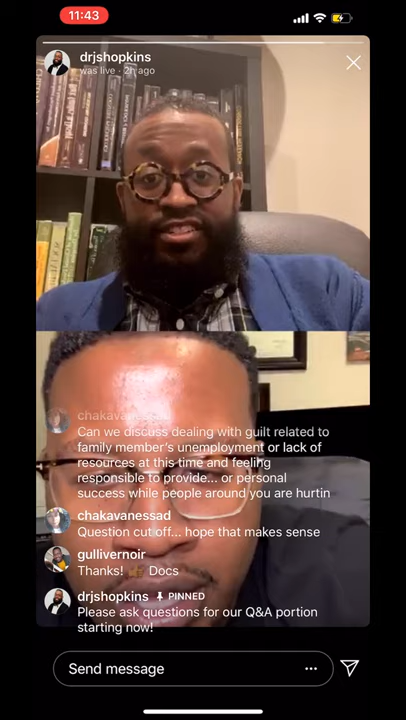 11:43
drjshopkins
was live · 2h ago
chakavanessad
Can we discuss dealing with guilt related to
family member's unemployment or lack of
resources at this time and feeling
responsible to provide... or personal
success while people around you are hurtin
chakavanessad
Question cut off... hope that makes sense
gullivernoir
Thanks! 👍🏾 Docs
drjshopkins PINNED
Please ask questions for our Q&A portion
starting now!
Send message